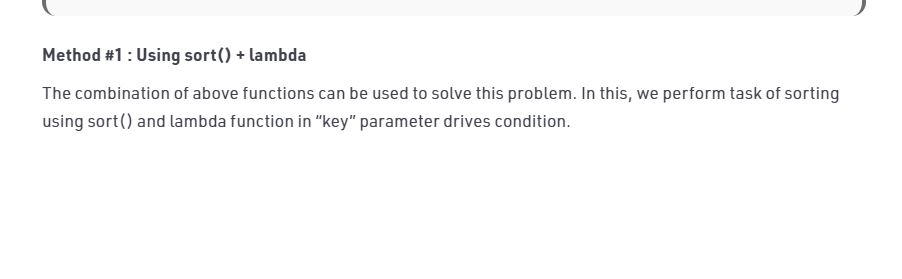 Method #1 : Using sort() + lambda
The combination of above functions can be used to solve this problem. In this, we perform task of sorting
using sort() and lambda function in “key” parameter drives condition.